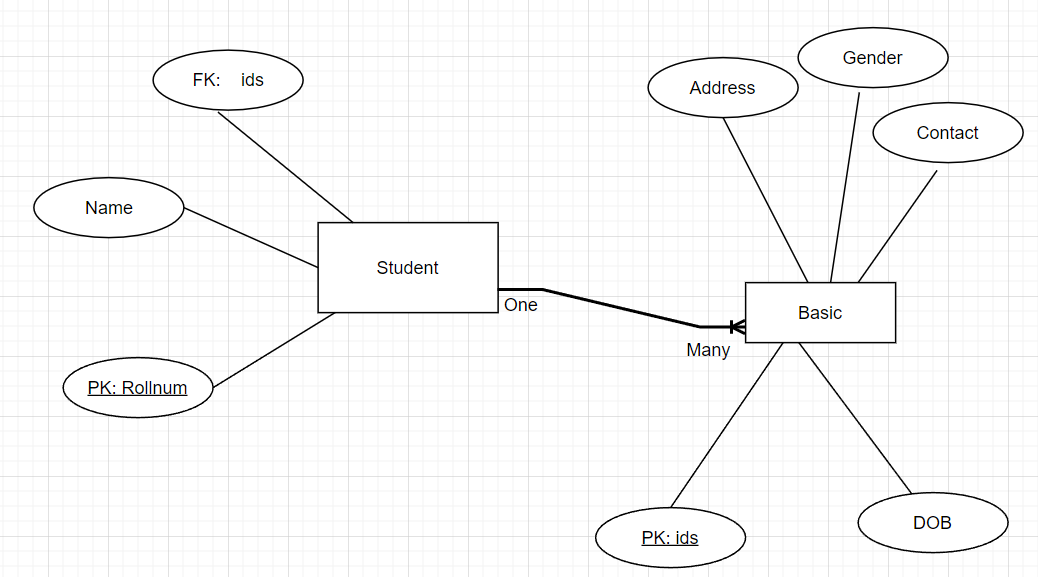 Gender
Address
FK: ids
Contact
Name
Student
One
Basic
Many
PK: Rollnum
DOB
PK: ids